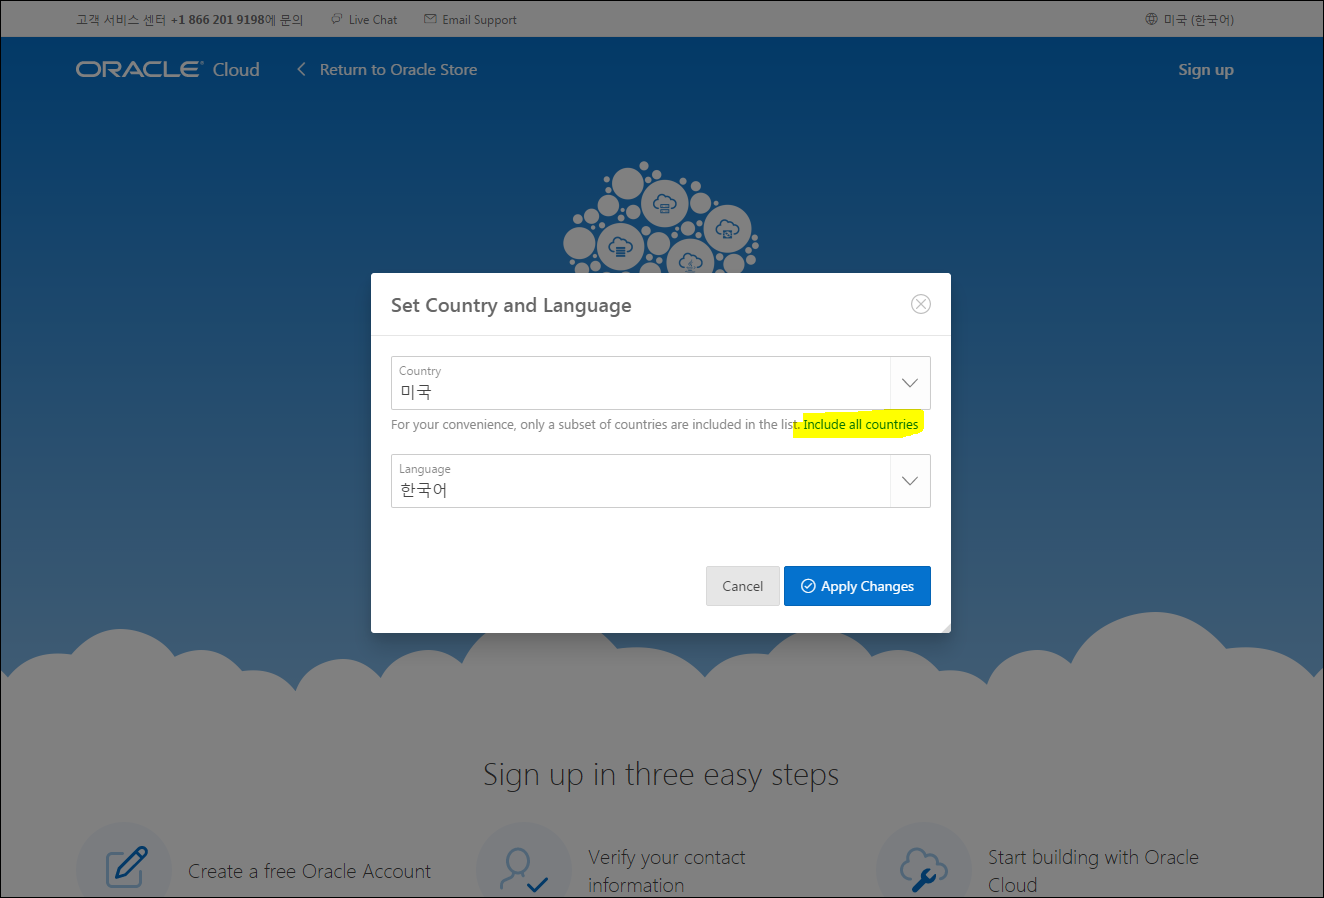 고객 서비스 센터 +1 866 201 9198에 문의 Live Chat Email Support 미국 (한국어)
ORACLE® Cloud Return to Oracle Store Sign up
Set Country and Language
Country
미국
For your convenience, only a subset of countries are included in the list. Include all countries
Language
한국어
Cancel Apply Changes
Sign up in three easy steps
Create a free Oracle Account
Verify your contact
information
Start building with Oracle
Cloud